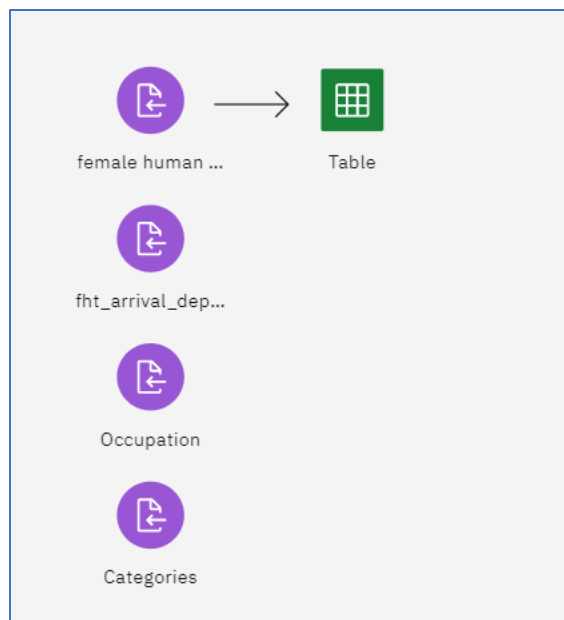 female human ...
Table
fht_arrival_dep...
Occupation
Categories